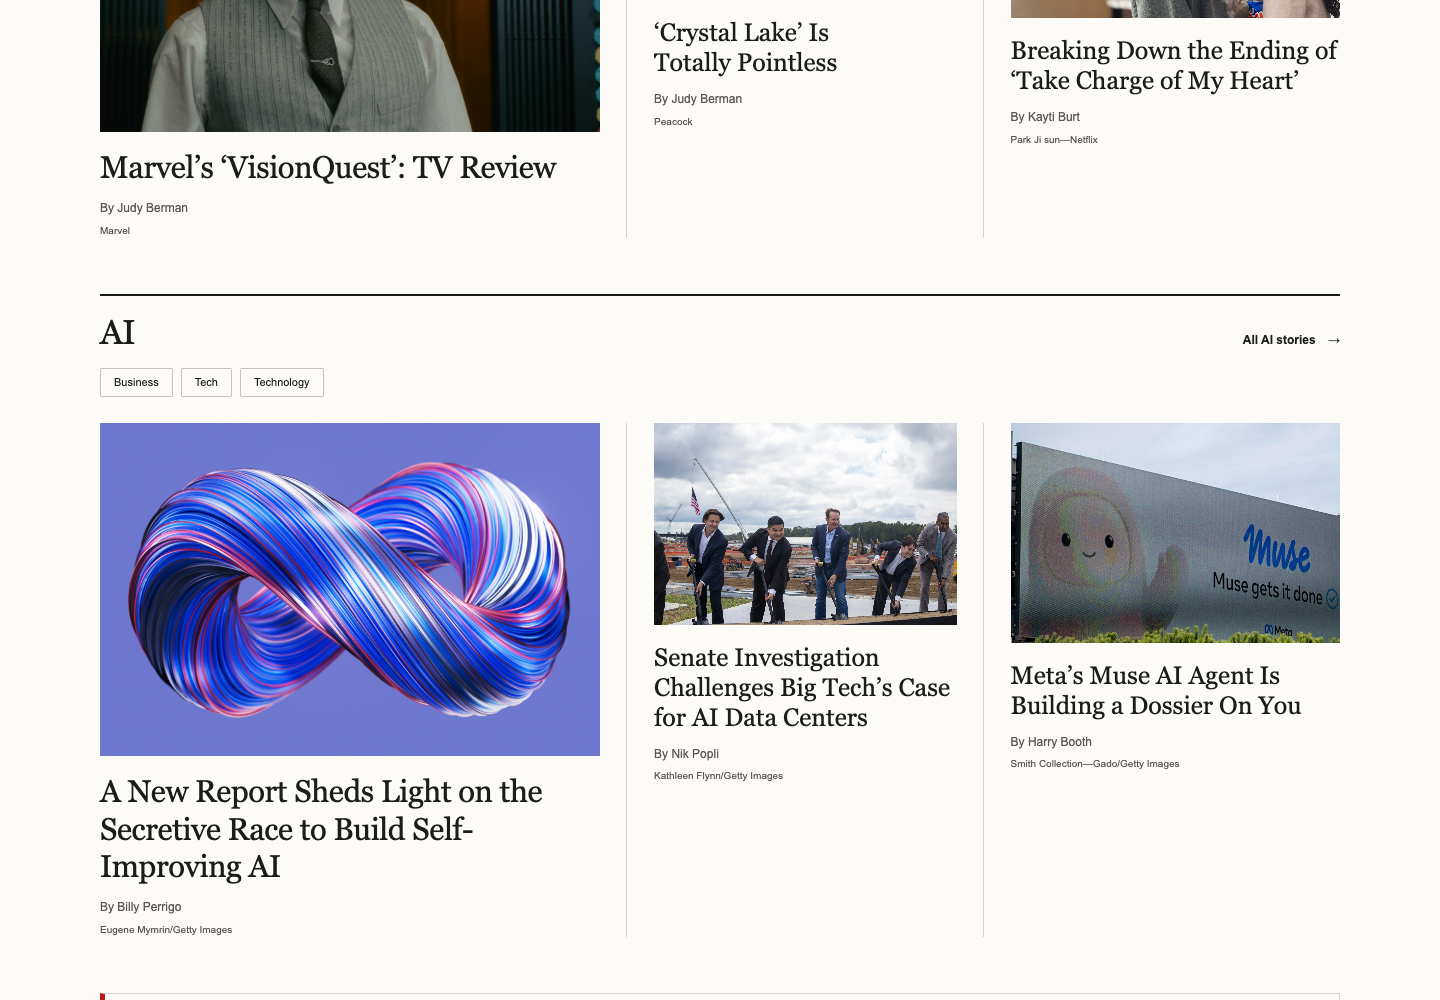 ‘Crystal Lake’ Is
Totally Pointless
By Judy Berman
Peacock
Breaking Down the Ending of
‘Take Charge of My Heart’
By Kayti Burt
Park Ji sun—Netflix
Marvel’s ‘VisionQuest’: TV Review
By Judy Berman
Marvel
AI
All AI stories →
Business
Tech
Technology
A New Report Sheds Light on the
Secretive Race to Build Self-
Improving AI
By Billy Perrigo
Eugene Mymrin/Getty Images
Senate Investigation
Challenges Big Tech’s Case
for AI Data Centers
By Nik Popli
Kathleen Flynn/Getty Images
Muse
Muse gets it done
Meta
Meta’s Muse AI Agent Is
Building a Dossier On You
By Harry Booth
Smith Collection—Gado/Getty Images